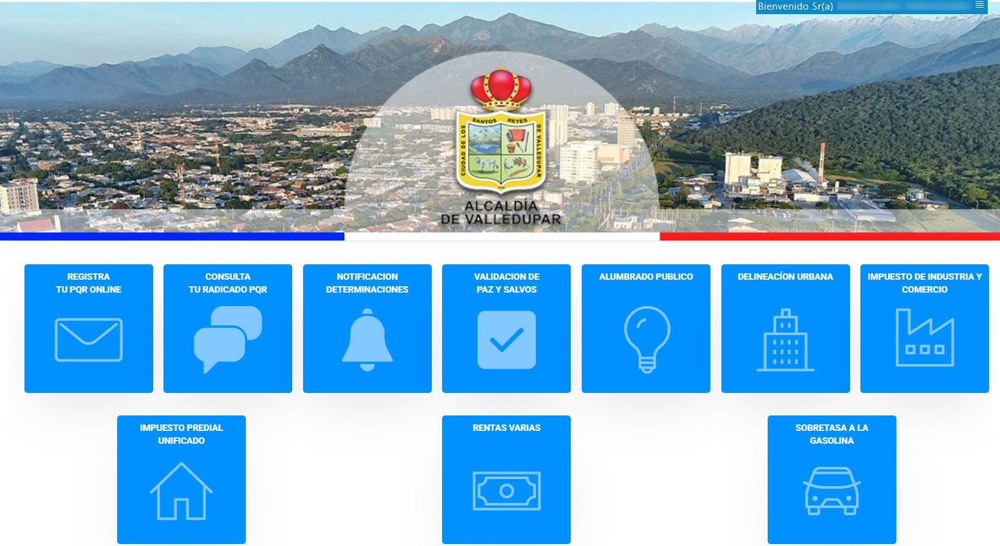 Bienvenido Sr(a)
CIUDAD DE LOS SANTOS REYES DE VALLEDUPAR
ALCALDÍA
DE VALLEDUPAR
REGISTRA
TU PQR ONLINE
CONSULTA
TU RADICADO PQR
NOTIFICACION
DETERMINACIONES
VALIDACION DE
PAZ Y SALVOS
ALUMBRADO PUBLICO
DELINEACÍON URBANA
IMPUESTO DE INDUSTRIA Y
COMERCIO
IMPUESTO PREDIAL
UNIFICADO
RENTAS VARIAS
SOBRETASA A LA
GASOLINA